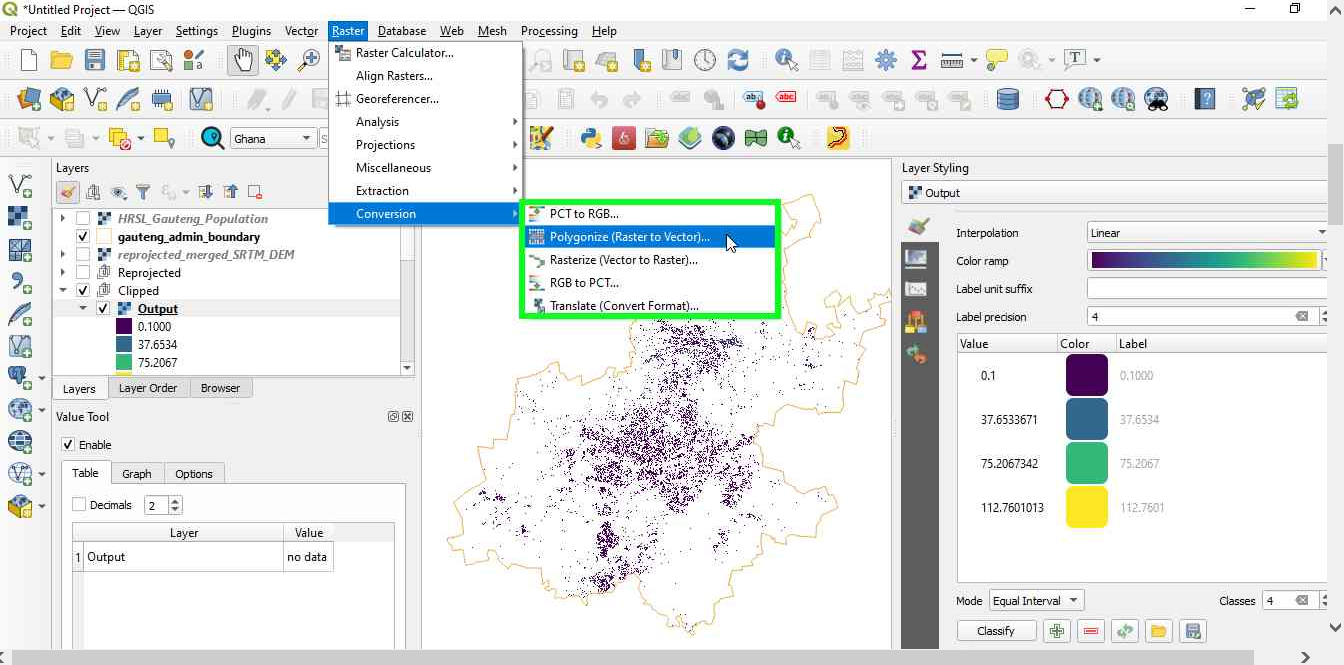 *Untitled Project — QGIS
Project Edit View Layer Settings Plugins Vector Raster Database Web Mesh Processing Help
Raster Calculator...
Align Rasters...
Georeferencer...
Analysis
Projections
Miscellaneous
Extraction
Conversion
PCT to RGB...
Polygonize (Raster to Vector)...
Rasterize (Vector to Raster)...
RGB to PCT...
Translate (Convert Format)...
Ghana
Layers
HRSL_Gauteng_Population
gauteng_admin_boundary
reprojected_merged_SRTM_DEM
Reprojected
Clipped
Output
0.1000
37.6534
75.2067
Layers Layer Order Browser
Value Tool
Enable
Table Graph Options
Decimals 2
Layer Value
1 Output no data
Layer Styling
Output
Interpolation Linear
Color ramp
Label unit suffix
Label precision 4
Value Color Label
0.1 0.1000
37.6533671 37.6534
75.2067342 75.2067
112.7601013 112.7601
Mode Equal Interval Classes 4
Classify